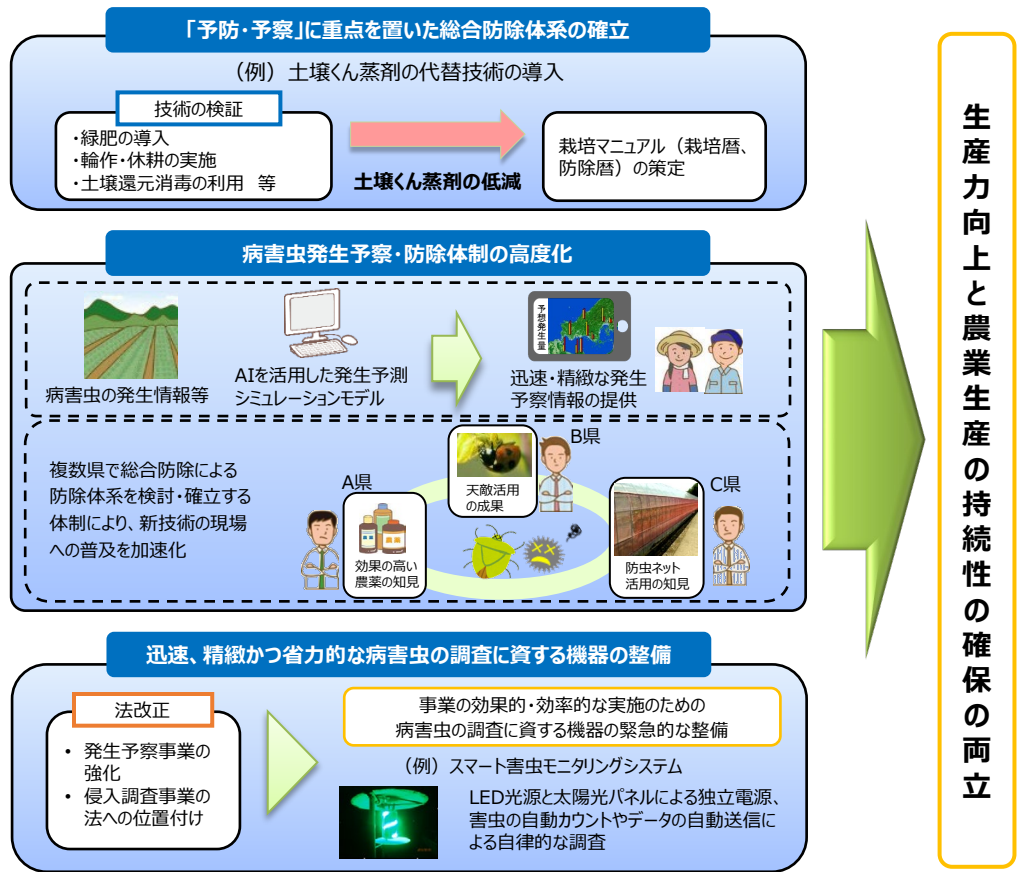 「予防・予察」に重点を置いた総合防除体系の確立
（例）土壌くん蒸剤の代替技術の導入
技術の検証
・緑肥の導入
・輪作・休耕の実施
・土壌還元消毒の利用　等
土壌くん蒸剤の低減
栽培マニュアル（栽培暦、
防除暦）の策定
病害虫発生予察・防除体制の高度化
病害虫の発生情報等
AIを活用した発生予測
シミュレーションモデル
予想発生量
迅速・精緻な発生
予察情報の提供
複数県で総合防除による
防除体系を検討・確立する
体制により、新技術の現場
への普及を加速化
A県
効果の高い
農薬の知見
B県
天敵活用
の成果
C県
防虫ネット
活用の知見
迅速、精緻かつ省力的な病害虫の調査に資する機器の整備
法改正
• 発生予察事業の
強化
• 侵入調査事業の
法への位置付け
事業の効果的・効率的な実施のための
病害虫の調査に資する機器の緊急的な整備
（例）スマート害虫モニタリングシステム
LED光源と太陽光パネルによる独立電源、
害虫の自動カウントやデータの自動送信に
よる自律的な調査
生産力向上と農業生産の持続性の確保の両立